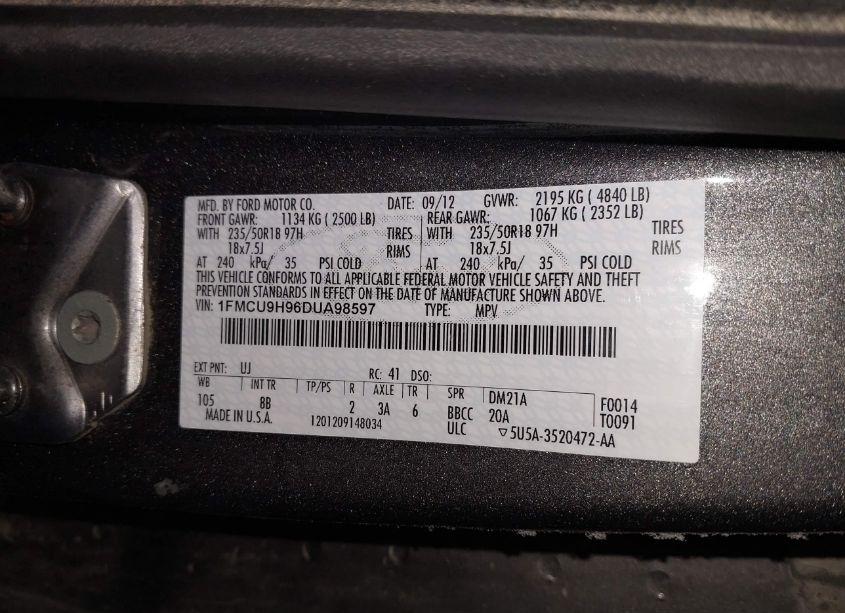 MFD. BY FORD MOTOR CO. DATE: 09/12 GVWR: 2195 KG ( 4840 LB)
FRONT GAWR: 1134 KG ( 2500 LB) REAR GAWR: 1067 KG ( 2352 LB)
WITH 235/50R18 97H TIRES WITH 235/50R18 97H TIRES
18x7.5J RIMS 18x7.5J RIMS
AT 240 kPa/ 35 PSI COLD AT 240 kPa/ 35 PSI COLD
THIS VEHICLE CONFORMS TO ALL APPLICABLE FEDERAL MOTOR VEHICLE SAFETY AND THEFT
PREVENTION STANDARDS IN EFFECT ON THE DATE OF MANUFACTURE SHOWN ABOVE.
VIN: 1FMCU9H96DUA98597 TYPE: MPV
EXT PNT: UJ RC: 41 DSO:
WB INT TR TP/PS R AXLE TR SPR DM21A F0014
105 8B 2 3A 6 BBCC 20A T0091
MADE IN U.S.A. 1201209148034 ULC ▽5U5A-3520472-AA